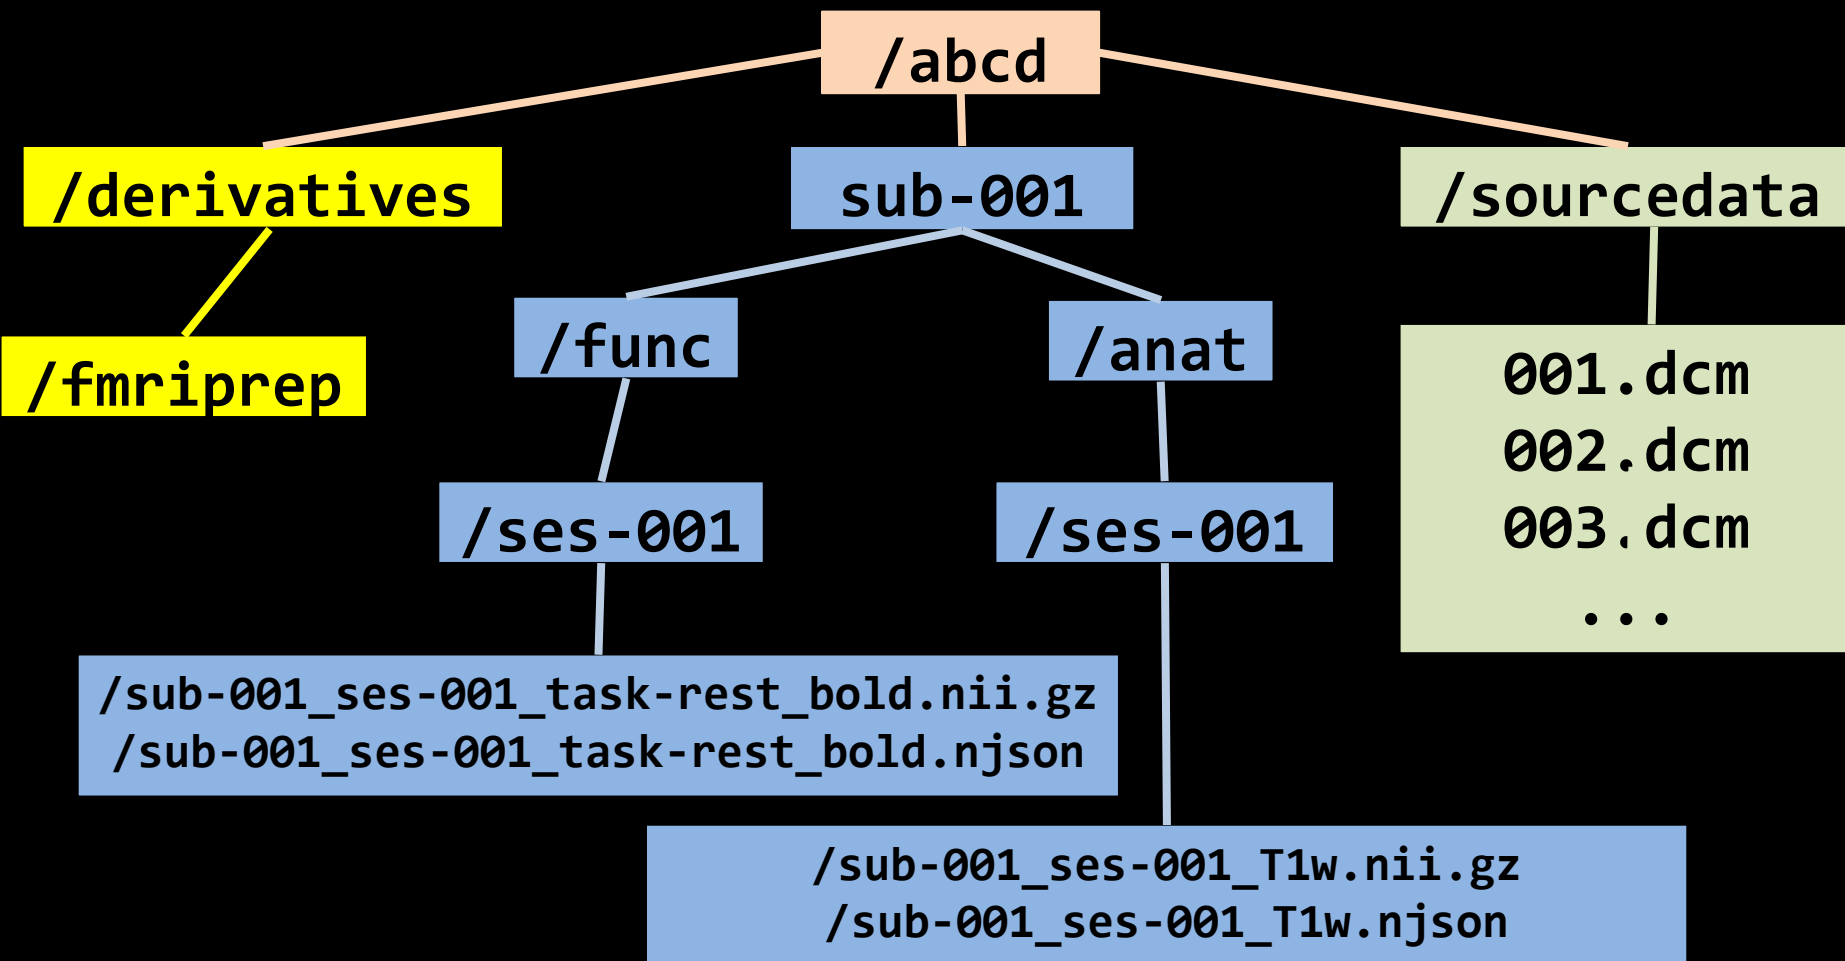 /abcd
/derivatives
sub-001
/sourcedata
/fmriprep
/func
/anat
001.dcm
002.dcm
003.dcm
...
/ses-001
/ses-001
/sub-001_ses-001_task-rest_bold.nii.gz
/sub-001_ses-001_task-rest_bold.njson
/sub-001_ses-001_T1w.nii.gz
/sub-001_ses-001_T1w.njson